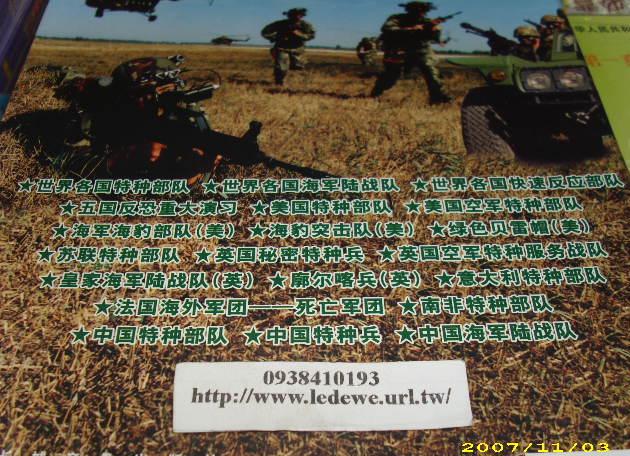 华人民共和
第一
★世界各国特种部队 ★世界各国海军陆战队 ★世界各国快速反应部队
★五国反恐重大演习 ★美国特种部队 ★美国空军特种部队
★海军海豹部队(美) ★海豹突击队(美) ★绿色贝雷帽(美)
★苏联特种部队 ★英国秘密特种兵 ★英国空军特种服务战队
★皇家海军陆战队(英) ★廓尔喀兵(英) ★意大利特种部队
★法国海外军团——死亡军团 ★南非特种部队
★中国特种部队 ★中国特种兵 ★中国海军陆战队
0938410193
http://www.ledewe.url.tw/
2007/11/03